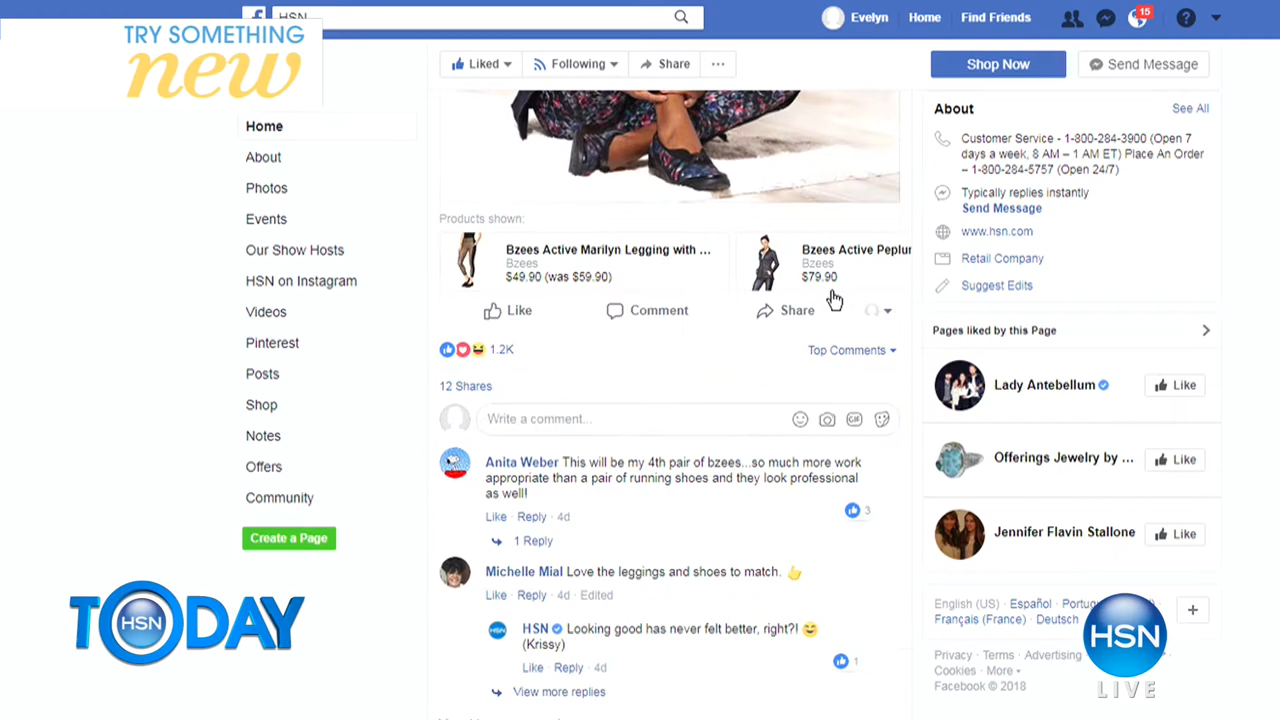 HSN
Evelyn
Home
Find Friends
15
TRY SOMETHING
new
Liked
Following
Share
Shop Now
Send Message
Home
About
Photos
Events
Our Show Hosts
HSN on Instagram
Videos
Pinterest
Posts
Shop
Notes
Offers
Community
Create a Page
Products shown:
Bzees Active Marilyn Legging with ...
Bzees
$49.90 (was $59.90)
Bzees Active Peplum
Bzees
$79.90
Like
Comment
Share
1.2K
Top Comments
12 Shares
Write a comment...
GIF
Anita Weber This will be my 4th pair of bzees...so much more work
appropriate than a pair of running shoes and they look professional
as well!
Like · Reply · 4d
3
1 Reply
Michelle Mial Love the leggings and shoes to match.
Like · Reply · 4d · Edited
HSN
HSN Looking good has never felt better, right?!
(Krissy)
Like · Reply · 4d
1
View more replies
About
See All
Customer Service - 1-800-284-3900 (Open 7
days a week, 8 AM – 1 AM ET) Place An Order
– 1-800-284-5757 (Open 24/7)
Typically replies instantly
Send Message
www.hsn.com
Retail Company
Suggest Edits
Pages liked by this Page
Lady Antebellum
Like
Offerings Jewelry by ...
Like
Jennifer Flavin Stallone
Like
English (US) · Español ·
Français (France) · Deutsch
Privacy · Terms · Advertising
Cookies · More
Facebook © 2018
TODAY
HSN
HSN
LIVE